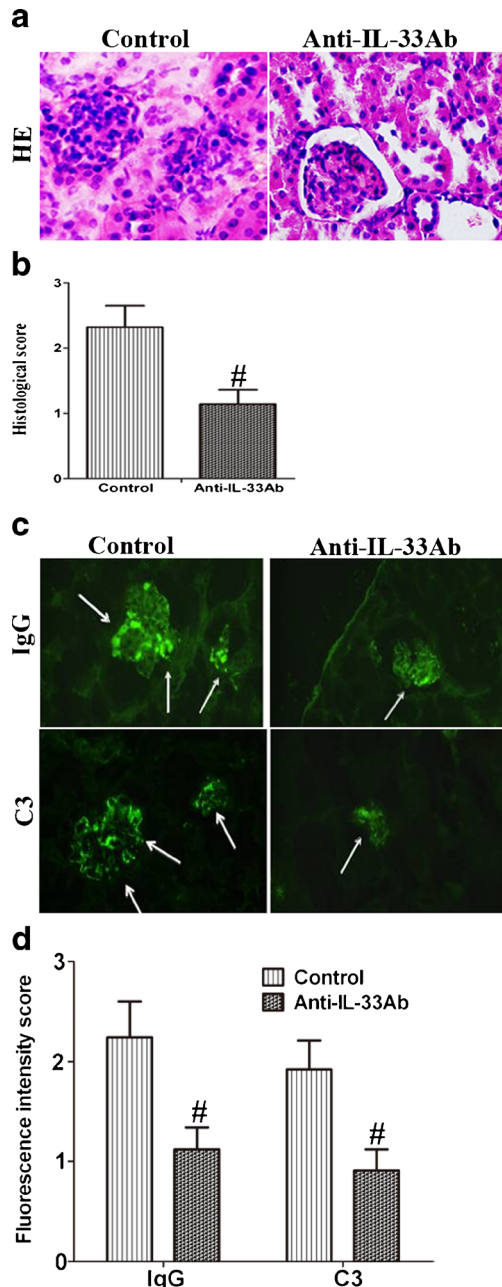 a
Control Anti-IL-33Ab
HE
b
3
2
1
0
Histological score
#
Control Anti-IL-33Ab
c
Control Anti-IL-33Ab
IgG
C3
d
3
2
1
0
Fluorescence intensity score
Control
Anti-IL-33Ab
#
#
IgG C3